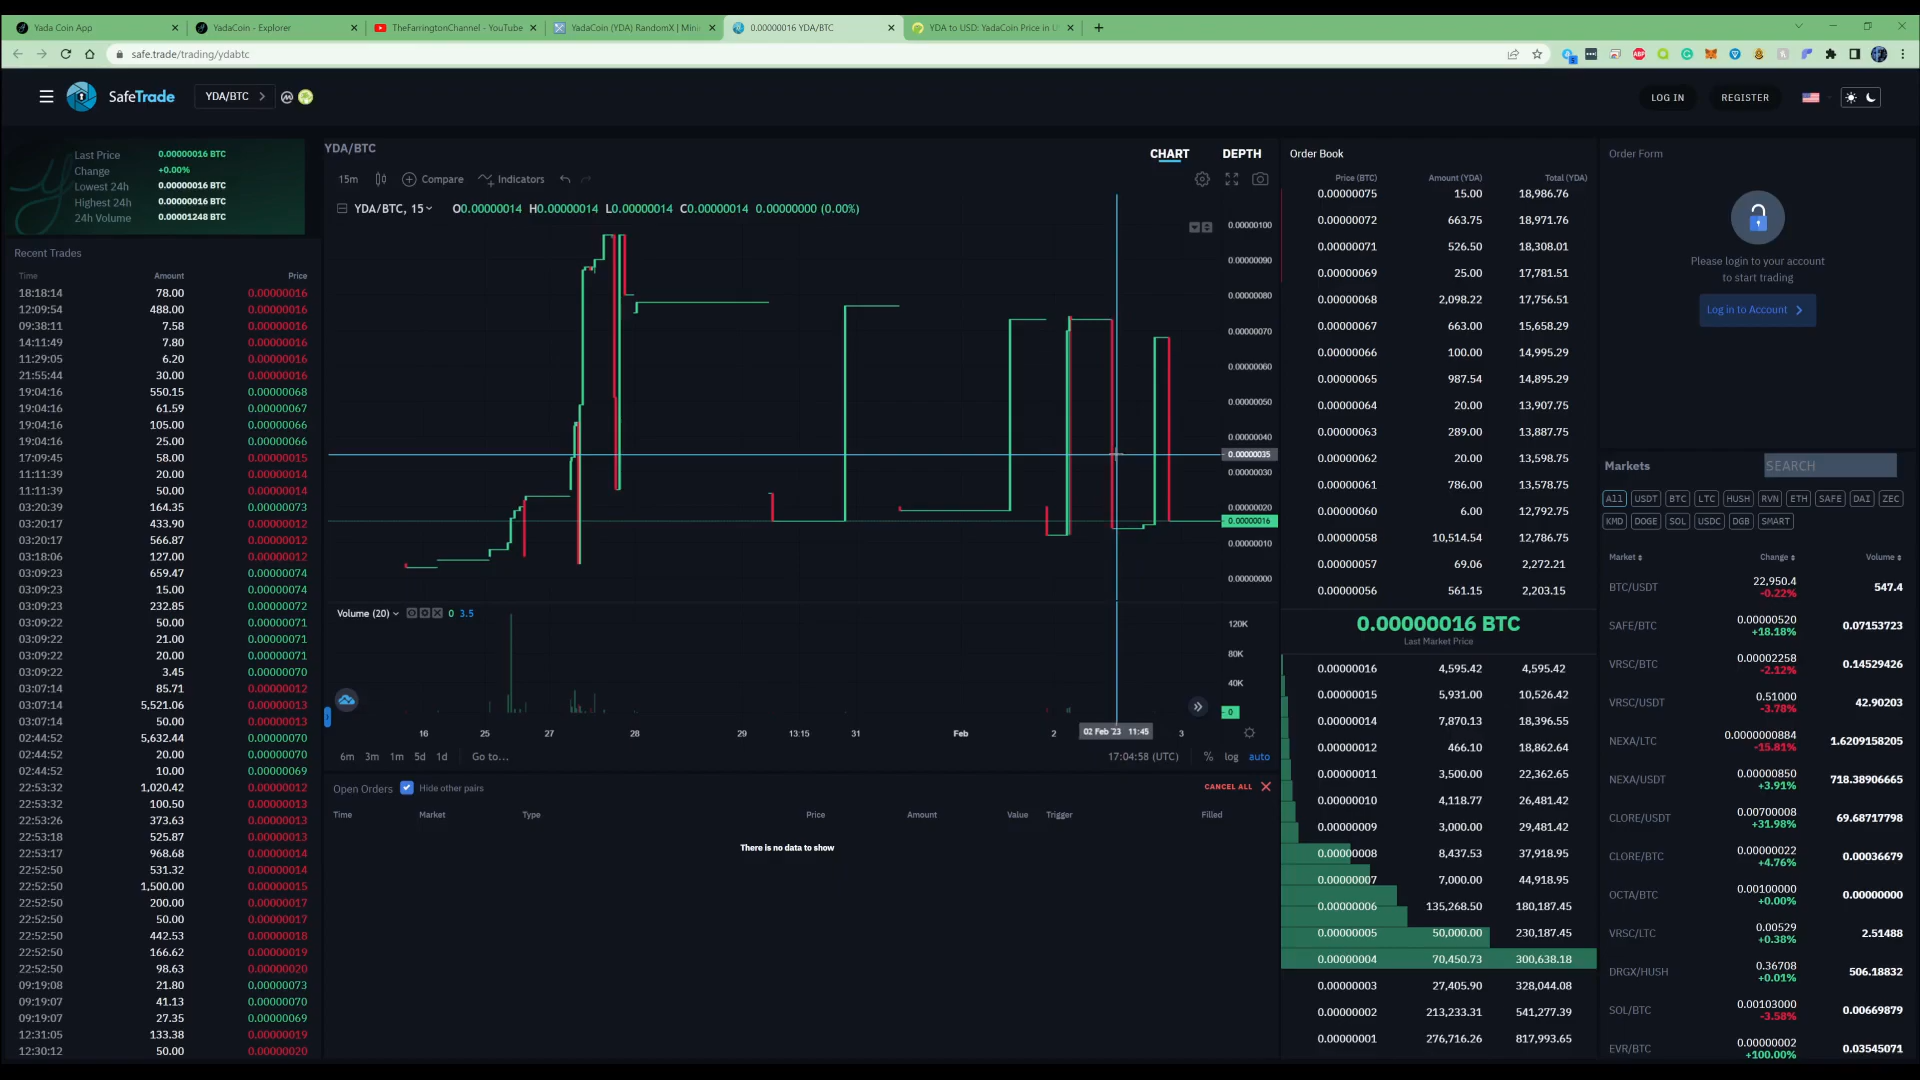 Yada Coin App
YadaCoin - Explorer
TheFarringtonChannel - YouTube
YadaCoin (YDA) RandomX | Mini
0.00000016 YDA/BTC
YDA to USD: YadaCoin Price in U
safe.trade/trading/ydabtc
SafeTrade
YDA/BTC
LOG IN
REGISTER
Last Price 0.00000016 BTC
Change +0.00%
Lowest 24h 0.00000016 BTC
Highest 24h 0.00000016 BTC
24h Volume 0.00001248 BTC
Recent Trades
Time Amount Price
18:18:14 78.00 0.00000016
12:09:54 488.00 0.00000016
09:38:11 7.58 0.00000016
14:11:49 7.80 0.00000016
11:29:05 6.20 0.00000016
21:55:44 30.00 0.00000016
19:04:16 550.15 0.00000068
19:04:16 61.59 0.00000067
19:04:16 105.00 0.00000066
19:04:16 25.00 0.00000066
17:09:45 58.00 0.00000015
11:11:39 20.00 0.00000014
11:11:39 50.00 0.00000014
03:20:39 164.35 0.00000073
03:20:17 433.90 0.00000012
03:20:17 566.87 0.00000012
03:18:06 127.00 0.00000012
03:09:23 659.47 0.00000074
03:09:23 15.00 0.00000074
03:09:23 232.85 0.00000072
03:09:22 50.00 0.00000071
03:09:22 21.00 0.00000071
03:09:22 20.00 0.00000071
03:09:22 3.45 0.00000070
03:07:14 85.71 0.00000012
03:07:14 5,521.06 0.00000013
03:07:14 50.00 0.00000013
02:44:52 5,632.44 0.00000070
02:44:52 20.00 0.00000070
02:44:52 10.00 0.00000069
22:53:32 1,020.42 0.00000012
22:53:32 100.50 0.00000013
22:53:26 373.63 0.00000013
22:53:18 525.87 0.00000013
22:53:17 968.68 0.00000014
22:52:50 531.32 0.00000014
22:52:50 1,500.00 0.00000015
22:52:50 200.00 0.00000017
22:52:50 50.00 0.00000017
22:52:50 442.53 0.00000018
22:52:50 166.62 0.00000019
22:52:50 98.63 0.00000020
09:19:08 21.80 0.00000073
09:19:07 41.13 0.00000070
09:19:07 27.35 0.00000069
12:31:05 133.38 0.00000019
12:30:12 50.00 0.00000020
YDA/BTC
CHART DEPTH
15m Compare Indicators
YDA/BTC, 15 O0.00000014 H0.00000014 L0.00000014 C0.00000014 0.00000000 (0.00%)
0.00000100
0.00000090
0.00000080
0.00000070
0.00000060
0.00000050
0.00000040
0.00000035
0.00000030
0.00000020
0.00000016
0.00000010
0.00000000
Volume (20) 0 3.5
120K
80K
40K
0
16 25 27 28 29 13:15 31 Feb 2 02 Feb '23 11:45 3
6m 3m 1m 5d 1d Go to... 17:04:58 (UTC) % log auto
Open Orders Hide other pairs CANCEL ALL
Time Market Type Price Amount Value Trigger Filled
There is no data to show
Order Book
Price (BTC) Amount (YDA) Total (YDA)
0.00000075 15.00 18,986.76
0.00000072 663.75 18,971.76
0.00000071 526.50 18,308.01
0.00000069 25.00 17,781.51
0.00000068 2,098.22 17,756.51
0.00000067 663.00 15,658.29
0.00000066 100.00 14,995.29
0.00000065 987.54 14,895.29
0.00000064 20.00 13,907.75
0.00000063 289.00 13,887.75
0.00000062 20.00 13,598.75
0.00000061 786.00 13,578.75
0.00000060 6.00 12,792.75
0.00000058 10,514.54 12,786.75
0.00000057 69.06 2,272.21
0.00000056 561.15 2,203.15
0.00000016 BTC
Last Market Price
0.00000016 4,595.42 4,595.42
0.00000015 5,931.00 10,526.42
0.00000014 7,870.13 18,396.55
0.00000012 466.10 18,862.64
0.00000011 3,500.00 22,362.65
0.00000010 4,118.77 26,481.42
0.00000009 3,000.00 29,481.42
0.00000008 8,437.53 37,918.95
0.00000007 7,000.00 44,918.95
0.00000006 135,268.50 180,187.45
0.00000005 50,000.00 230,187.45
0.00000004 70,450.73 300,638.18
0.00000003 27,405.90 328,044.08
0.00000002 213,233.31 541,277.39
0.00000001 276,716.26 817,993.65
Order Form
Please login to your account
to start trading
Log in to Account
Markets SEARCH
All USDT BTC LTC HUSH RVN ETH SAFE DAI ZEC
KMD DOGE SOL USDC DGB SMART
Market Change Volume
BTC/USDT 22,950.4 -0.22% 547.4
SAFE/BTC 0.00000520 +18.18% 0.07153723
VRSC/BTC 0.00002258 -2.12% 0.14529426
VRSC/USDT 0.51000 -3.78% 42.90203
NEXA/LTC 0.0000000884 -15.81% 1.6209158205
NEXA/USDT 0.00000850 +3.91% 718.38906665
CLORE/USDT 0.00700008 +31.98% 69.68717798
CLORE/BTC 0.00000022 +4.76% 0.00036679
OCTA/BTC 0.00100000 +0.00% 0.00000000
VRSC/LTC 0.00529 +0.38% 2.51488
DRGX/HUSH 0.36708 +0.01% 506.18832
SOL/BTC 0.00103000 -3.58% 0.00669879
EVR/BTC 0.00000002 +100.00% 0.03545071